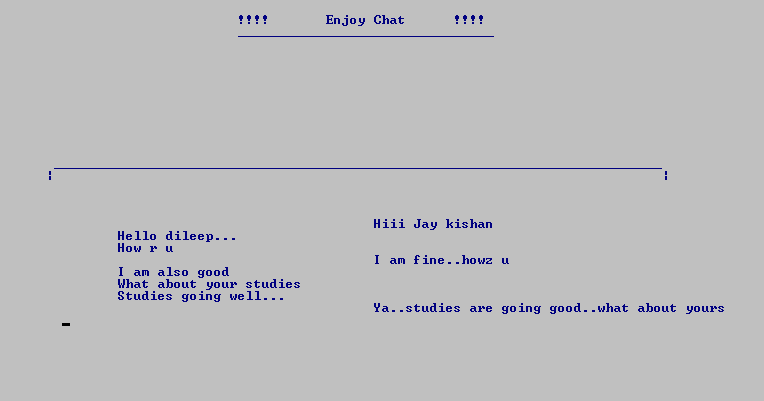 !!!! Enjoy Chat !!!!
Hiii Jay kishan
Hello dileep...
How r u
I am fine..howz u
I am also good
What about your studies
Studies going well...
Ya..studies are going good..what about yours